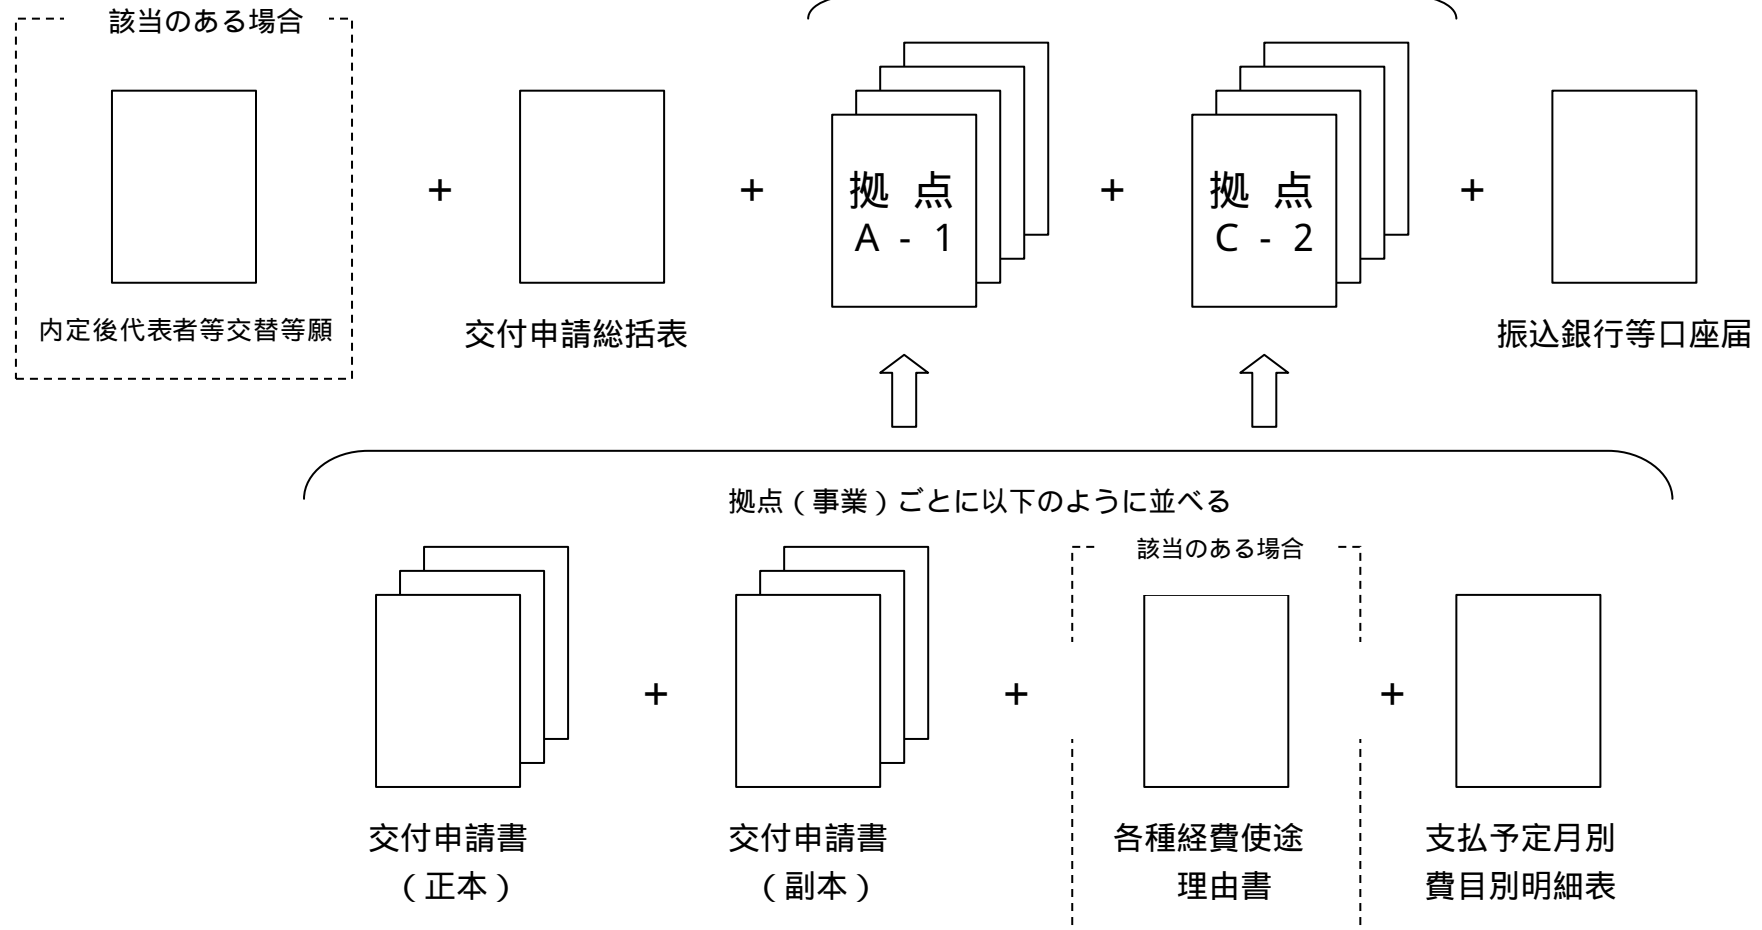 該当のある場合
+
+
拠 点
A - 1
+
拠 点
C - 2
+
内定後代表者等交替等願
交付申請総括表
振込銀行等口座届
拠点（事業）ごとに以下のように並べる
該当のある場合
+
+
+
交付申請書
（正本）
交付申請書
（副本）
各種経費使途
理由書
支払予定月別
費目別明細表